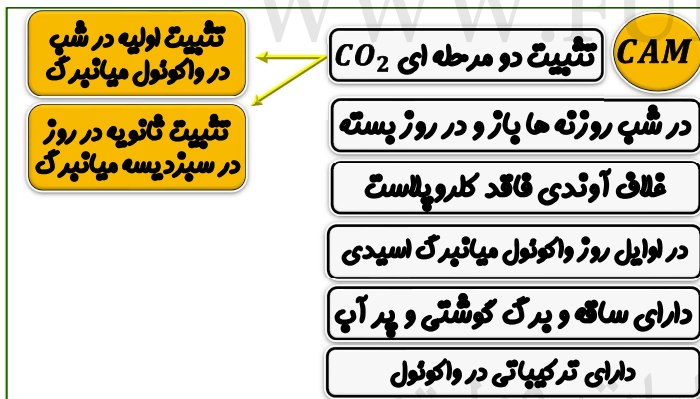 WWW.FU
CAM
تثبیت دو مرحله ای CO₂
تثبیت اولیه در شب
در واکوئول میانبرگ
تثبیت ثانویه در روز
در سبزدیسه میانبرگ
در شب روزنه ها باز و در روز بسته
غلاف آوندی فاقد کلروپلاست
در اوایل روز واکوئول میانبرگ اسیدی
دارای ساقه و برگ گوشتی و پر آب
دارای ترکیباتی در واکوئول